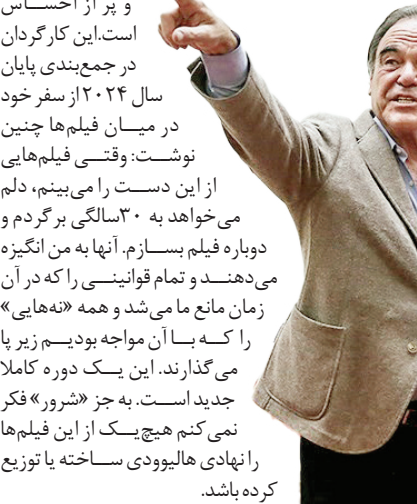 و پر از احساس
است.این کارگردان
در جمع‌بندی پایان
سال ۲۰۲۴از سفر خود
در میان فیلم‌ها چنین
نوشت: وقتی فیلم‌هایی
از این دست را می‌بینم، دلم
می‌خواهد به ۳۰سالگی برگردم و
دوباره فیلم بسازم. آنها به من انگیزه
می‌دهند و تمام قوانینی را که در آن
زمان مانع ما می‌شد و همه «نه‌هایی»
را که با آن مواجه بودیم زیر پا
می‌گذارند. این یک دوره کاملا
جدید است. به جز «شرور» فکر
نمی‌کنم هیچ‌یک از این فیلم‌ها
را نهادی هالیوودی ساخته یا توزیع
کرده باشد.